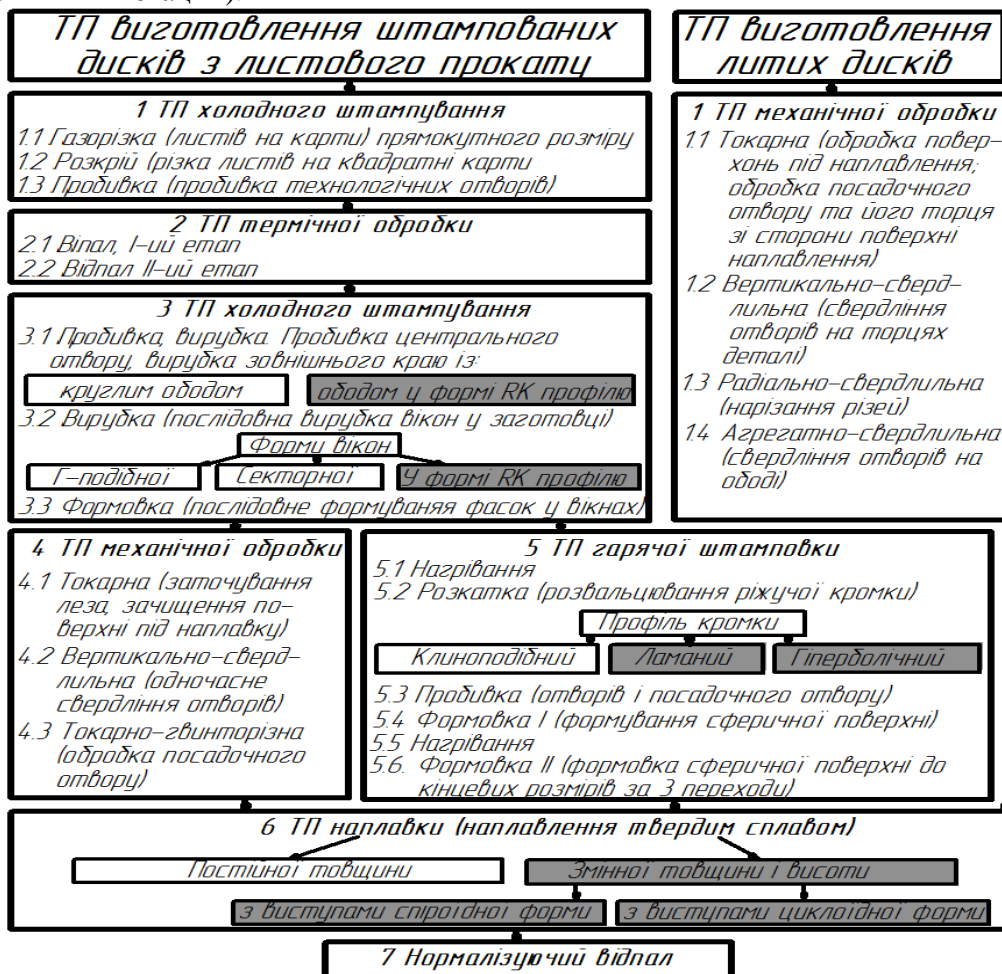 ТП виготовлення штампованих
дисків з листового прокату
1 ТП холодного штампування
1.1 Газорізка (листів на карти) прямокутного розміру
1.2 Розкрій (різка листів на квадратні карти
1.3 Пробивка (пробивка технологічних отворів)
2 ТП термічної обробки
2.1 Віпал, І-ий етап
2.2 Відпал ІІ-ий етап
3 ТП холодного штампування
3.1 Пробивка, вирубка. Пробивка центрального
отвору, вирубка зовнішнього краю із:
круглим ободом
ободом у формі RK профілю
3.2 Вирубка (послідовна вирубка вікон у заготовці)
Форми вікон
Г-подібної
Секторної
У формі RK профілю
3.3 Формовка (послідовне формуваняя фасок у вікнах)
4 ТП механічної обробки
4.1 Токарна (заточування
леза, зачищення по-
верхні під наплавку)
4.2 Вертикально-сверд-
лильна (одночасне
свердління отворів)
4.3 Токарно-гвинторізна
(обробка посадочного
отвору)
5 ТП гарячої штамповки
5.1 Нагрівання
5.2 Розкатка (розвальцювання ріжучої кромки)
Профіль кромки
Клиноподібний
Ламаний
Гіперболічний
5.3 Пробивка (отворів і посадочного отвору)
5.4 Формовка І (формування сферичної поверхні)
5.5 Нагрівання
5.6. Формовка ІІ (формовка сферичної поверхні до
кінцевих розмірів за 3 переходи)
ТП виготовлення
литих дисків
1 ТП механічної обробки
1.1 Токарна (обробка повер-
хонь під наплавлення;
обробка посадочного
отвору та його торця
зі сторони поверхні
наплавлення)
1.2 Вертикально-сверд-
лильна (свердління
отворів на торцях
деталі)
1.3 Радіально-свердлильна
(нарізання різей)
1.4 Агрегатно-свердлильна
(свердління отворів на
ободі)
6 ТП наплавки (наплавлення твердим сплавом)
Постійної товщини
Змінної товщини і висоти
з виступами спіроїдної форми
з виступами циклоїдної форми
7 Нормалізуючий відпал